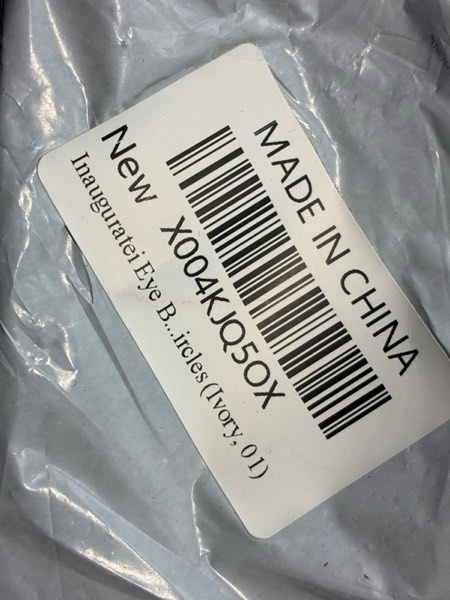 MADE IN CHINA
X004KJQ5OX
New
Inauguratei Eye B...ircles (Ivory, 01)